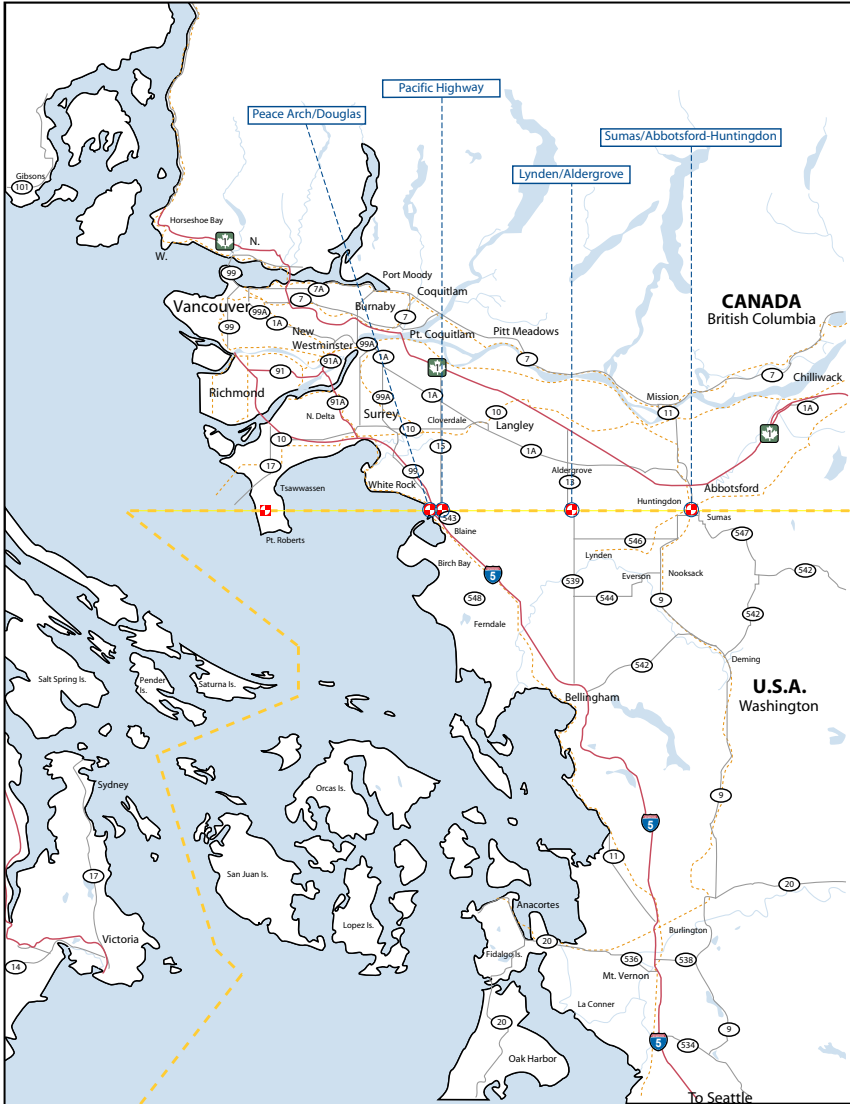 Pacific Highway
Peace Arch/Douglas
Sumas/Abbotsford-Huntingdon
Lynden/Aldergrove
Gibsons
101
Horseshoe Bay
1
N.
W.
99
Port Moody
7A
Coquitlam
7
Vancouver
99A
Burnaby
CANADA
British Columbia
1A
7
99
New
Westminster
Pt. Coquitlam
Pitt Meadows
99A
91A
1A
7
1
91
Chilliwack
7
Richmond
91A
99A
1A
Mission
11
1A
N. Delta
Surrey
10
Langley
1
10
10
Cloverdale
15
1A
17
99
Aldergrove
13
White Rock
Abbotsford
Tsawwassen
Huntingdon
543
Sumas
Pt. Roberts
Blaine
546
547
Lynden
Birch Bay
5
539
Everson
Nooksack
542
548
544
9
542
Ferndale
542
Deming
Salt Spring Is.
Pender
Is.
Saturna Is.
U.S.A.
Washington
Bellingham
Sydney
Orcas Is.
9
5
11
17
San Juan Is.
20
Anacortes
Lopez Is.
Burlington
Victoria
20
Fidalgo Is.
536
538
14
Mt. Vernon
La Conner
20
9
5
534
Oak Harbor
To Seattle